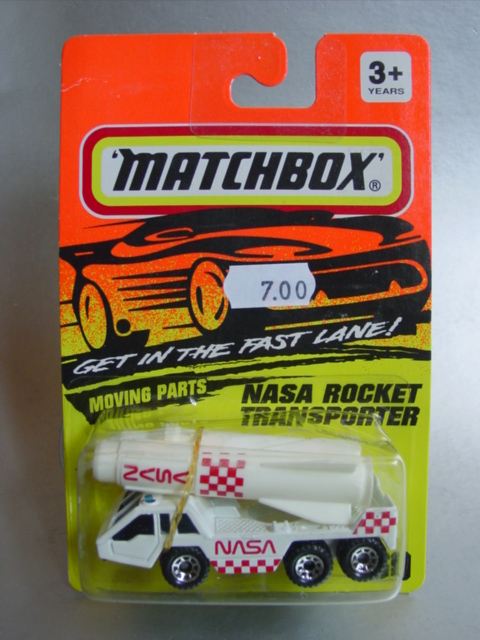 3+
YEARS
'MATCHBOX'®
7.00
GET IN THE FAST LANE!
MOVING PARTS
NASA ROCKET
TRANSPORTER
NASA
NASA